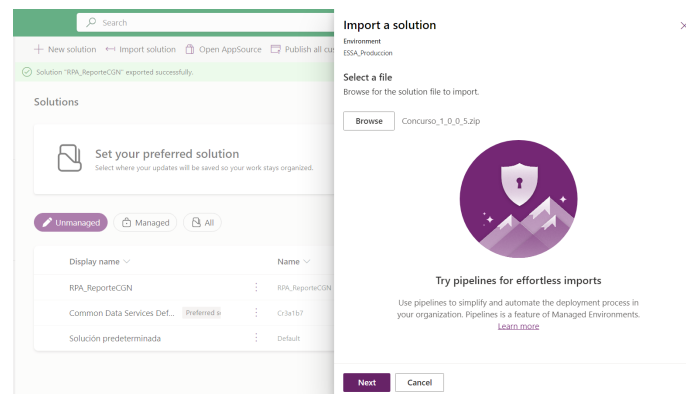 Search
New solution Import solution Open AppSource Publish all cus
Solution "RPA_ReporteCGN" exported successfully.
Solutions
Set your preferred solution
Select where your updates will be saved so your work stays organized.
Unmanaged Managed All
Display name Name
RPA_ReporteCGN RPA_ReporteCGN
Common Data Services Def... Preferred s Cr3a1b7
Solución predeterminada Default
Import a solution
Environment
ESSA_Produccion
Select a file
Browse for the solution file to import.
Browse Concurso_1_0_0_5.zip
Try pipelines for effortless imports
Use pipelines to simplify and automate the deployment process in
your organization. Pipelines is a feature of Managed Environments.
Learn more
Next Cancel